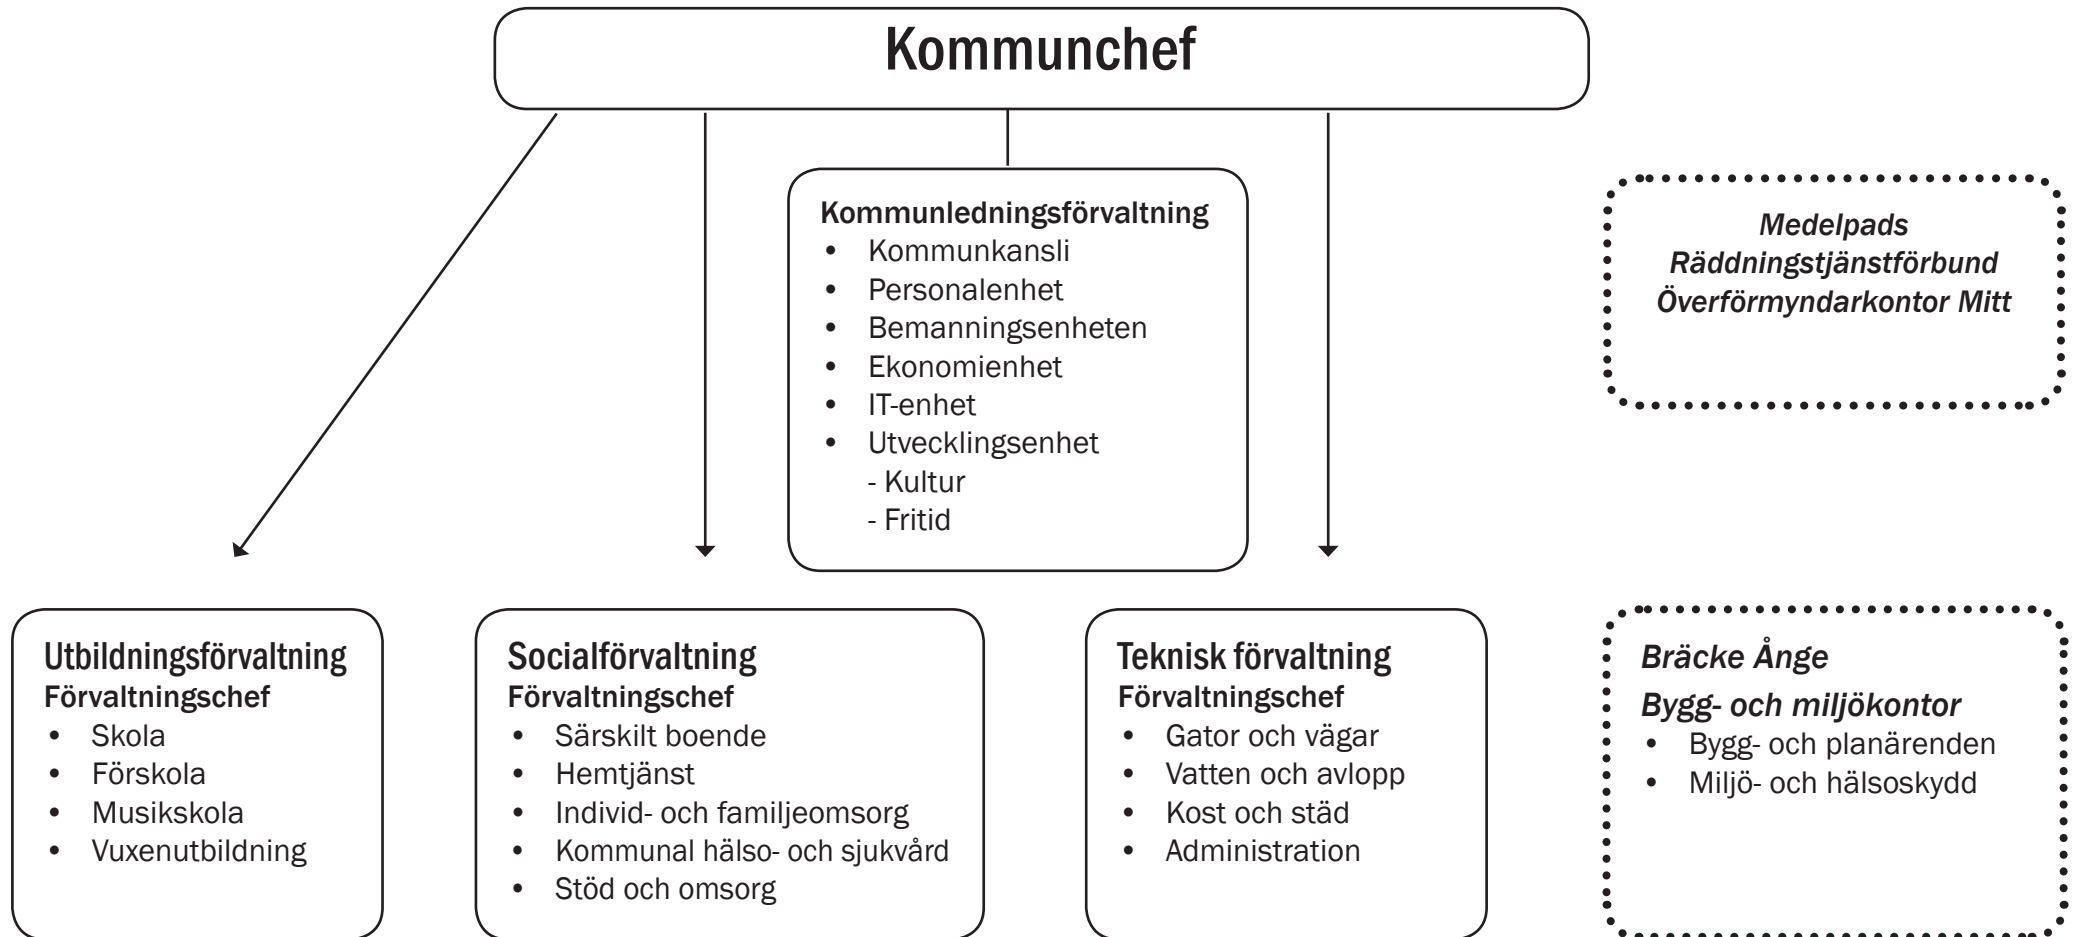 Kommunchef
Kommunledningsförvaltning
• Kommunkansli
• Personalenhet
• Bemanningsenheten
• Ekonomienhet
• IT-enhet
• Utvecklingsenhet
- Kultur
- Fritid
Medelpads
Räddningstjänstförbund
Överförmyndarkontor Mitt
Utbildningsförvaltning
Förvaltningschef
• Skola
• Förskola
• Musikskola
• Vuxenutbildning
Socialförvaltning
Förvaltningschef
• Särskilt boende
• Hemtjänst
• Individ- och familjeomsorg
• Kommunal hälso- och sjukvård
• Stöd och omsorg
Teknisk förvaltning
Förvaltningschef
• Gator och vägar
• Vatten och avlopp
• Kost och städ
• Administration
Bräcke Ånge
Bygg- och miljökontor
• Bygg- och planärenden
• Miljö- och hälsoskydd